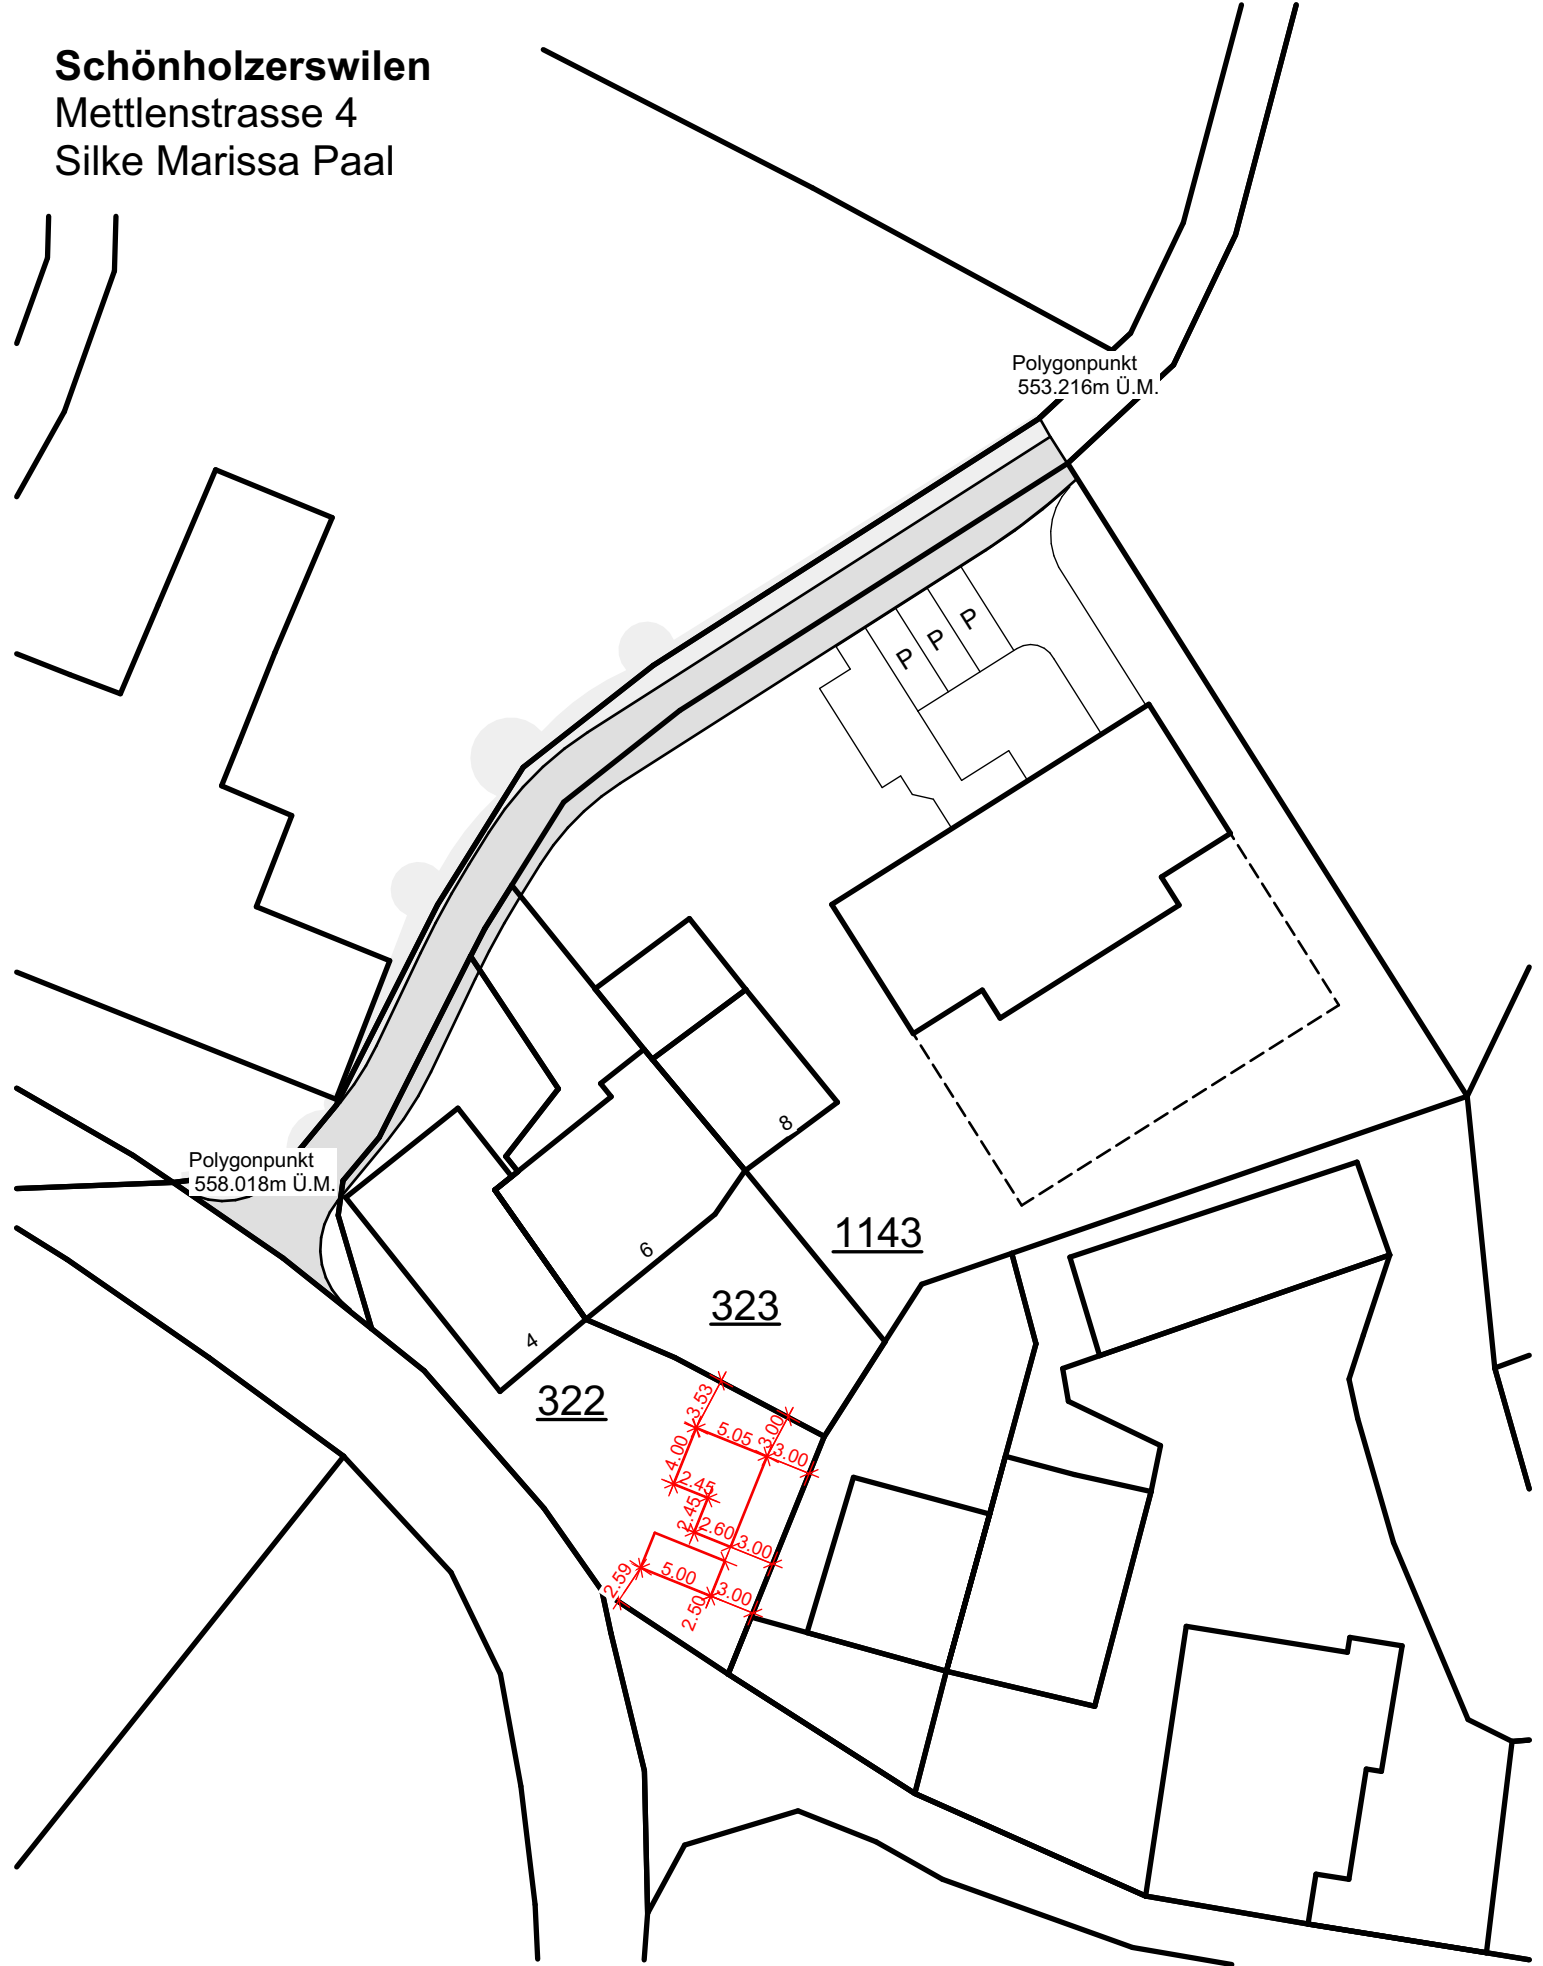 Schönholzerswilen
Mettlenstrasse 4
Silke Marissa Paal
Polygonpunkt
553.216m Ü.M.
P
P
P
8
Polygonpunkt
558.018m Ü.M.
1143
6
323
4
322
3.53
5.05
3.00
3.00
4.00
2.45
2.45
2.60
3.00
2.59
5.00
3.00
2.50